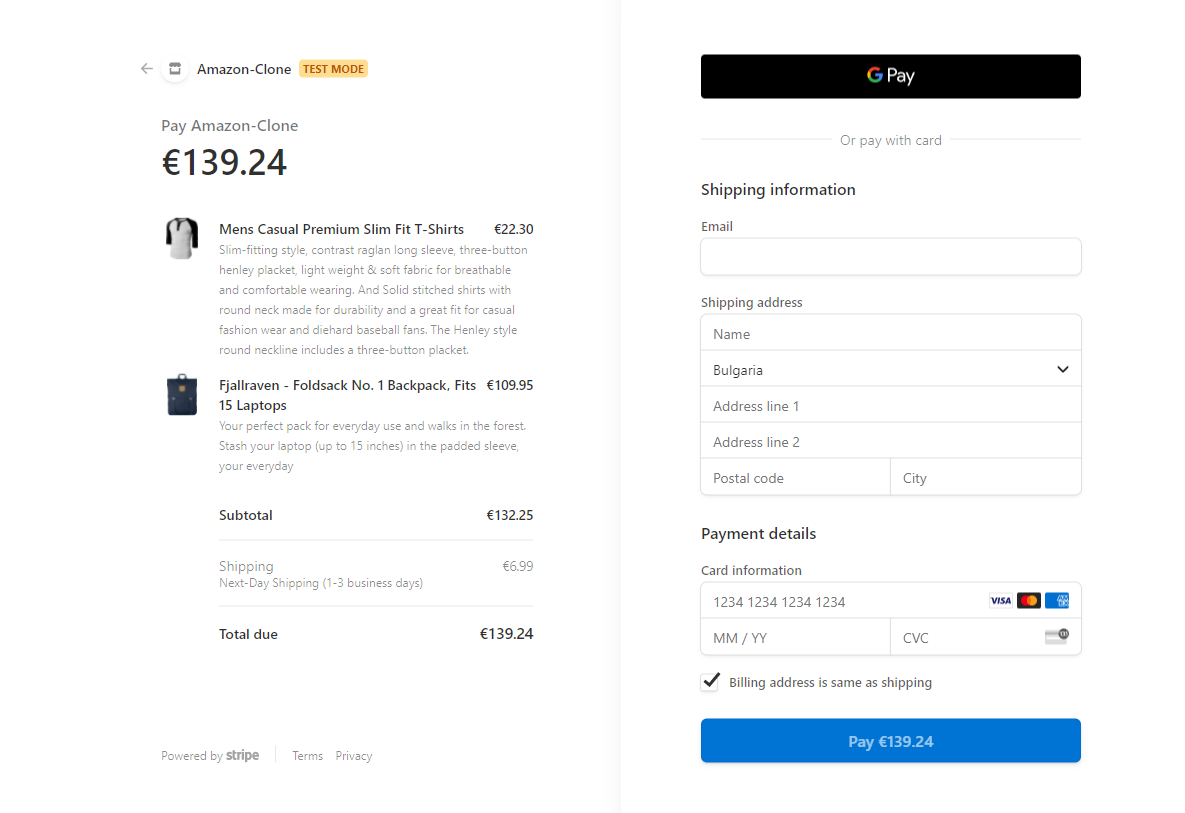 Amazon-Clone TEST MODE
Pay Amazon-Clone
€139.24
Mens Casual Premium Slim Fit T-Shirts €22.30
Slim-fitting style, contrast raglan long sleeve, three-button
henley placket, light weight & soft fabric for breathable
and comfortable wearing. And Solid stitched shirts with
round neck made for durability and a great fit for casual
fashion wear and diehard baseball fans. The Henley style
round neckline includes a three-button placket.
Fjallraven - Foldsack No. 1 Backpack, Fits €109.95
15 Laptops
Your perfect pack for everyday use and walks in the forest.
Stash your laptop (up to 15 inches) in the padded sleeve,
your everyday
Subtotal €132.25
Shipping €6.99
Next-Day Shipping (1-3 business days)
Total due €139.24
Powered by stripe Terms Privacy
G Pay
Or pay with card
Shipping information
Email
Shipping address
Name
Bulgaria
Address line 1
Address line 2
Postal code City
Payment details
Card information
1234 1234 1234 1234 VISA
MM / YY CVC
Billing address is same as shipping
Pay €139.24